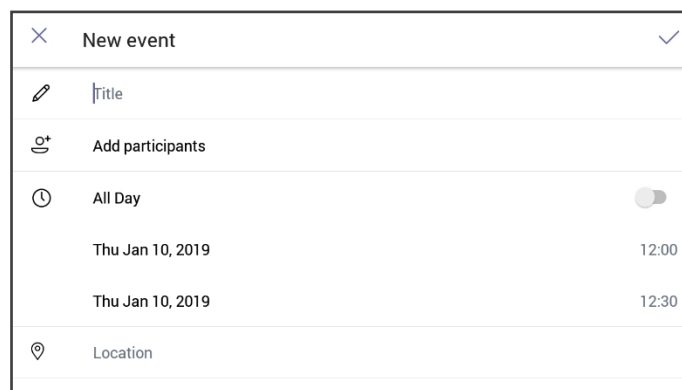 New event
Title
Add participants
All Day
Thu Jan 10, 2019 12:00
Thu Jan 10, 2019 12:30
Location